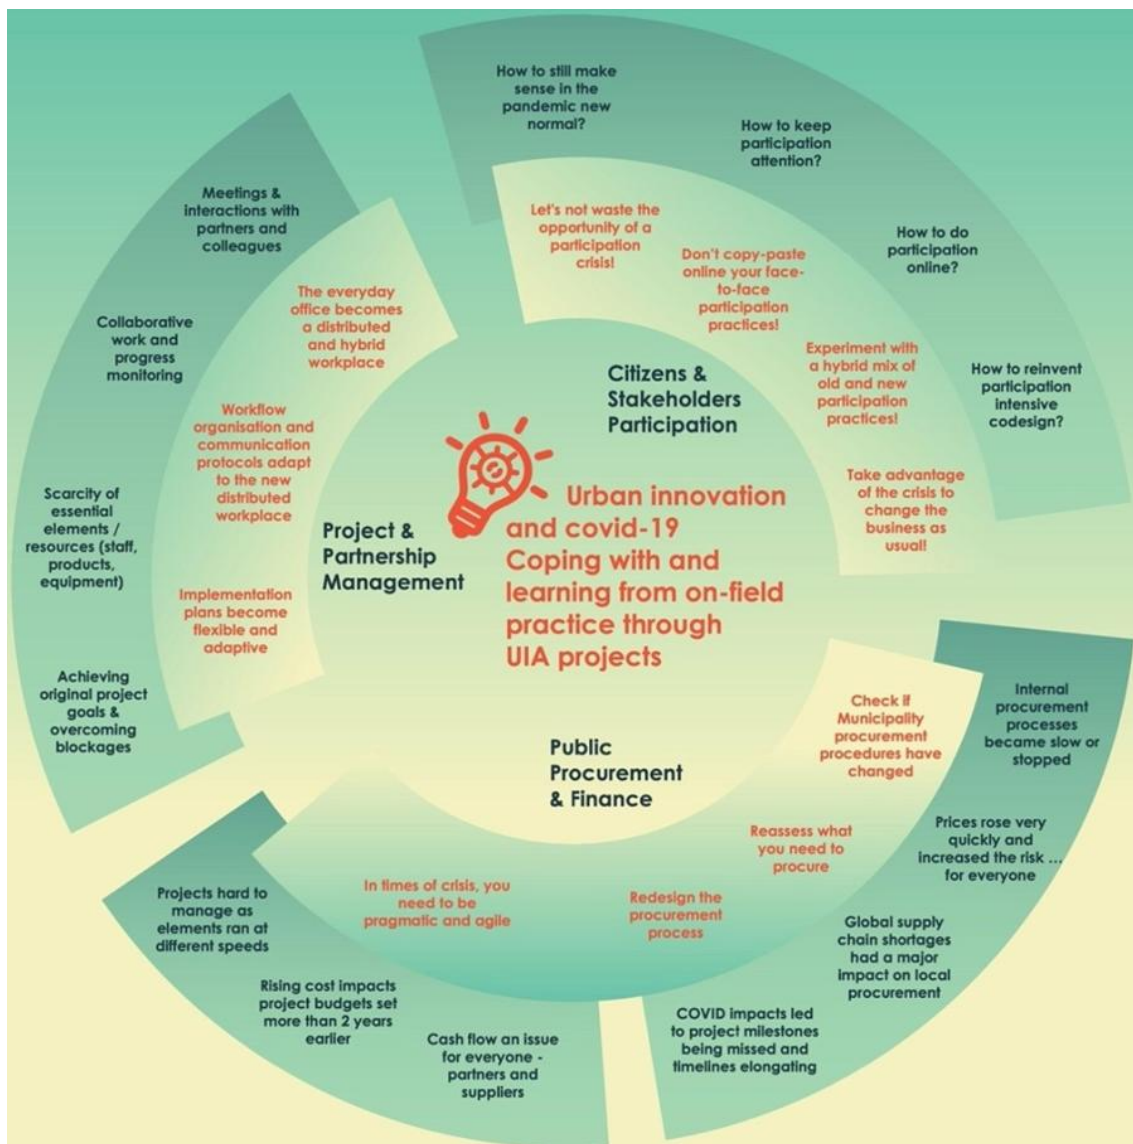 How to still make
sense in the
pandemic new
normal?
How to keep
participation
attention?
How to do
participation
online?
How to reinvent
participation
intensive
codesign?
Let's not waste the
opportunity of a
participation
crisis!
Don't copy-paste
online your face-
to-face
participation
practices!
Experiment with
a hybrid mix of
old and new
participation
practices!
Take advantage
of the crisis to
change the
business as
usual!
Citizens &
Stakeholders
Participation
Meetings &
interactions with
partners and
colleagues
Collaborative
work and
progress
monitoring
Scarcity of
essential
elements /
resources (staff,
products,
equipment)
Achieving
original project
goals &
overcoming
blockages
The everyday
office becomes
a distributed
and hybrid
workplace
Workflow
organisation and
communication
protocols adapt
to the new
distributed
workplace
Implementation
plans become
flexible and
adaptive
Project &
Partnership
Management
Urban innovation
and covid-19
Coping with and
learning from on-field
practice through
UIA projects
Public
Procurement
& Finance
Check if
Municipality
procurement
procedures have
changed
Reassess what
you need to
procure
Redesign the
procurement
process
In times of crisis, you
need to be
pragmatic and agile
Internal
procurement
processes
became slow or
stopped
Prices rose very
quickly and
increased the risk ...
for everyone
Global supply
chain shortages
had a major
impact on local
procurement
COVID impacts led
to project milestones
being missed and
timelines elongating
Cash flow an issue
for everyone -
partners and
suppliers
Rising cost impacts
project budgets set
more than 2 years
earlier
Projects hard to
manage as
elements ran at
different speeds